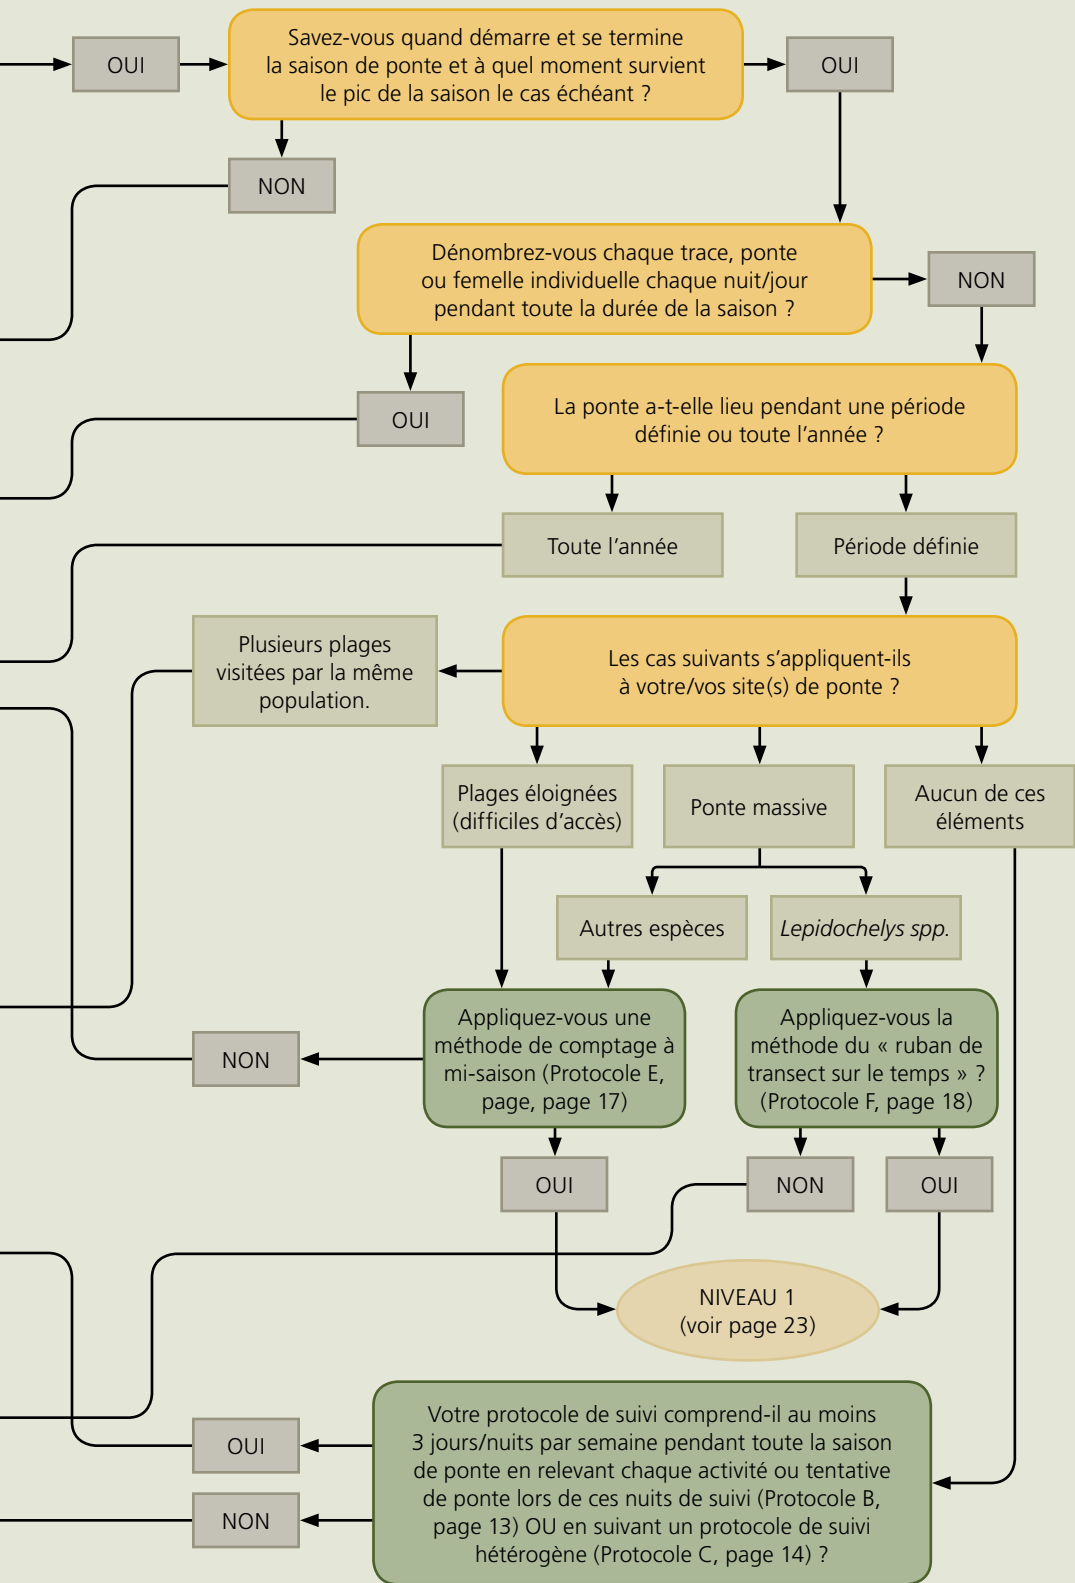 OUI
Savez-vous quand démarre et se termine
la saison de ponte et à quel moment survient
le pic de la saison le cas échéant ?
OUI
NON
Dénombrez-vous chaque trace, ponte
ou femelle individuelle chaque nuit/jour
pendant toute la durée de la saison ?
NON
OUI
La ponte a-t-elle lieu pendant une période
définie ou toute l'année ?
Toute l'année
Période définie
Plusieurs plages
visitées par la même
population.
Les cas suivants s'appliquent-ils
à votre/vos site(s) de ponte ?
Plages éloignées
(difficiles d'accès)
Ponte massive
Aucun de ces
éléments
Autres espèces
Lepidochelys spp.
Appliquez-vous une
méthode de comptage à
mi-saison (Protocole E,
page, page 17)
Appliquez-vous la
méthode du « ruban de
transect sur le temps » ?
(Protocole F, page 18)
NON
OUI
NON
OUI
NIVEAU 1
(voir page 23)
Votre protocole de suivi comprend-il au moins
3 jours/nuits par semaine pendant toute la saison
de ponte en relevant chaque activité ou tentative
de ponte lors de ces nuits de suivi (Protocole B,
page 13) OU en suivant un protocole de suivi
hétérogène (Protocole C, page 14) ?
OUI
NON